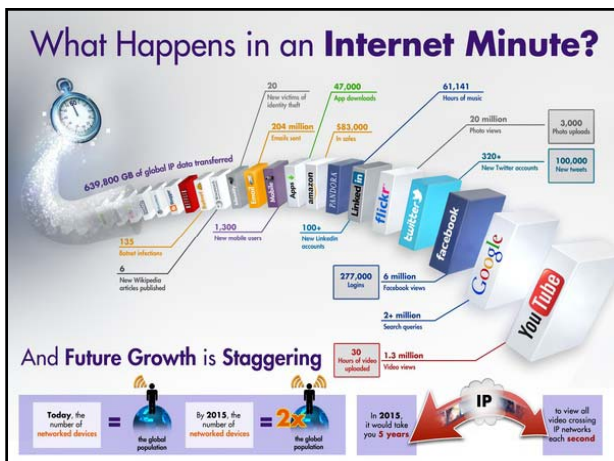 What Happens in an Internet Minute?
20
New victims of
identity theft
47,000
App downloads
61,141
Hours of music
204 million
Emails sent
583,000
In sales
20 million
Photo views
3,000
Photo uploads
320+
New Twitter accounts
100,000
New tweets
639,800 GB of global IP data transferred
Email
Mobile
Apps
amazon
PANDORA
Linked in
flickr
twitter
facebook
Google
YouTube
135
Botnet infections
6
New Wikipedia
articles published
1,300
New mobile users
100+
New Linkedin
accounts
277,000
Logins
6 million
Facebook views
2+ million
Search queries
30
Hours of video
uploaded
1.3 million
Video views
And Future Growth is Staggering
Today, the
number of
networked devices
=
the global
population
By 2015, the
number of
networked devices
=
2x
the global
population
In 2015,
it would take
you 5 years
IP
to view all
video crossing
IP networks
each second